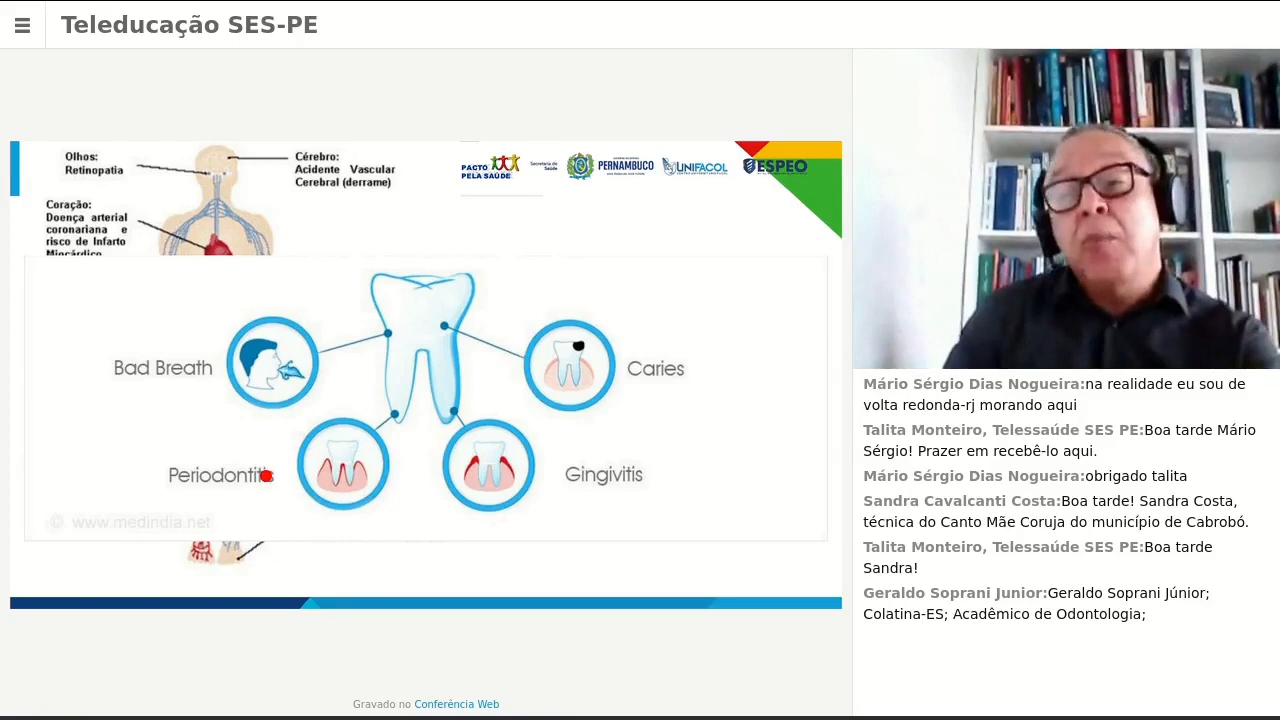 Teleducação SES-PE
Olhos:
Retinopatia
Cérebro:
Acidente Vascular
Cerebral (derrame)
PACTO
PELA SAÚDE
Secretaria de
Saúde
PERNAMBUCO
UNIFACOL
ESPEO
Coração:
Doença arterial
coronariana e
risco de Infarto
Miocárdico
Bad Breath
Caries
Periodontitis
Gingivitis
© www.medindia.net
Mário Sérgio Dias Nogueira:na realidade eu sou de
volta redonda-rj morando aqui
Talita Monteiro, Telessaúde SES PE:Boa tarde Mário
Sérgio! Prazer em recebê-lo aqui.
Mário Sérgio Dias Nogueira:obrigado talita
Sandra Cavalcanti Costa:Boa tarde! Sandra Costa,
técnica do Canto Mãe Coruja do município de Cabrobó.
Talita Monteiro, Telessaúde SES PE:Boa tarde
Sandra!
Geraldo Soprani Junior:Geraldo Soprani Júnior;
Colatina-ES; Acadêmico de Odontologia;
Gravado no Conferência Web